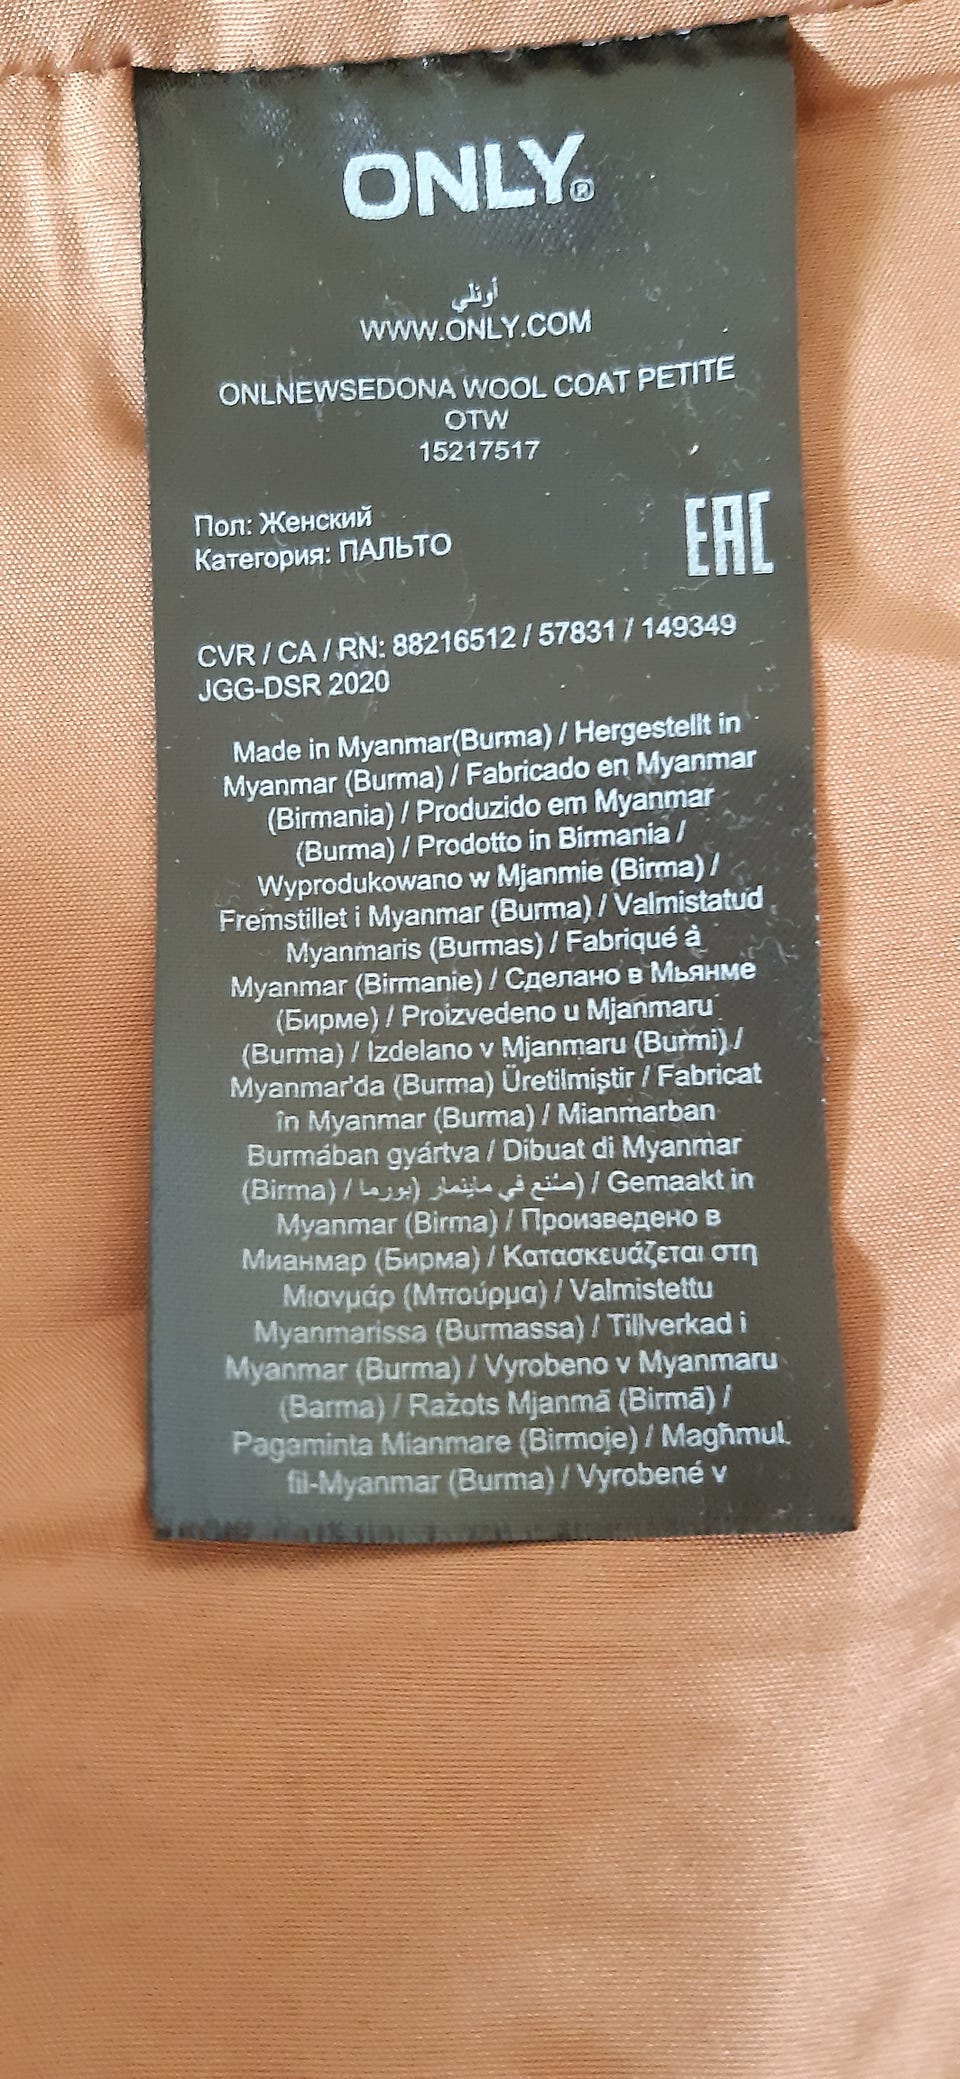 ONLY®
أونلي
WWW.ONLY.COM
ONLNEWSEDONA WOOL COAT PETITE
OTW
15217517
Пол: Женский
Категория: ПАЛЬТО
EAC
CVR / CA / RN: 88216512 / 57831 / 149349
JGG-DSR 2020
Made in Myanmar(Burma) / Hergestellt in
Myanmar (Burma) / Fabricado en Myanmar
(Birmania) / Produzido em Myanmar
(Burma) / Prodotto in Birmania /
Wyprodukowano w Mjanmie (Birma) /
Fremstillet i Myanmar (Burma) / Valmistatud
Myanmaris (Burmas) / Fabriqué à
Myanmar (Birmanie) / Сделано в Мьянме
(Бирме) / Proizvedeno u Mjanmaru
(Burma) / Izdelano v Mjanmaru (Burmi) /
Myanmar'da (Burma) Üretilmiştir / Fabricat
în Myanmar (Burma) / Mianmarban
Burmában gyártva / Dibuat di Myanmar
(Birma) / صُنع في ماينمار (بورما) / Gemaakt in
Myanmar (Birma) / Произведено в
Мианмар (Бирма) / Κατασκευάζεται στη
Μιανμάρ (Μπούρμα) / Valmistettu
Myanmarissa (Burmassa) / Tillverkad i
Myanmar (Burma) / Vyrobeno v Myanmaru
(Barma) / Ražots Mjanmā (Birmā) /
Pagaminta Mianmare (Birmoje) / Magħmul
fil-Myanmar (Burma) / Vyrobené v